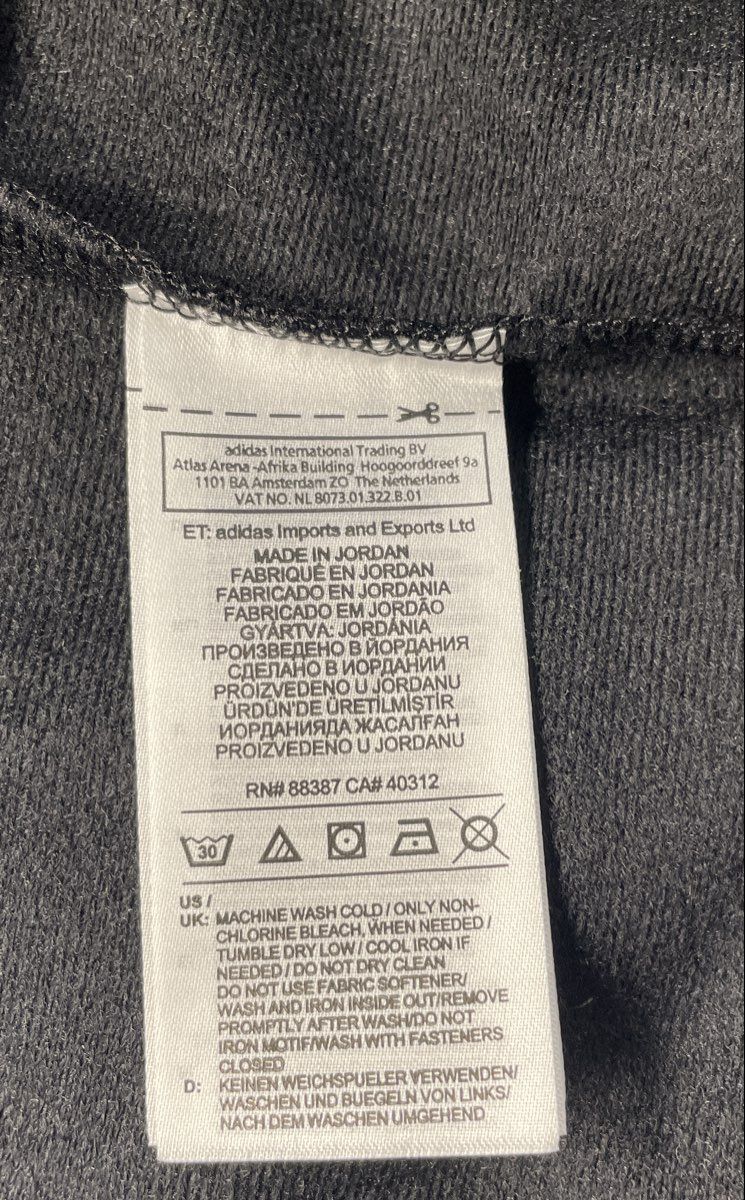 adidas International Trading BV
Atlas Arena -Afrika Building Hoogoorddreef 9a
1101 BA Amsterdam ZO The Netherlands
VAT NO. NL 8073.01.322.B.01
ET: adidas Imports and Exports Ltd
MADE IN JORDAN
FABRIQUÉ EN JORDAN
FABRICADO EN JORDANIA
FABRICADO EM JORDÃO
GYÁRTVA: JORDÁNIA
ПРОИЗВЕДЕНО В ЙОРДАНИЯ
СДЕЛАНО В ИОРДАНИИ
PROIZVEDENO U JORDANU
ÜRDÜN'DE ÜRETİLMİŞTİR
ИОРДАНИЯДА ЖАСАЛҒАН
PROIZVEDENO U JORDANU
RN# 88387 CA# 40312
30
US /
UK: MACHINE WASH COLD / ONLY NON-
CHLORINE BLEACH, WHEN NEEDED /
TUMBLE DRY LOW / COOL IRON IF
NEEDED / DO NOT DRY CLEAN
DO NOT USE FABRIC SOFTENER/
WASH AND IRON INSIDE OUT/REMOVE
PROMPTLY AFTER WASH/DO NOT
IRON MOTIF/WASH WITH FASTENERS
CLOSED
D: KEINEN WEICHSPUELER VERWENDEN/
WASCHEN UND BUEGELN VON LINKS/
NACH DEM WASCHEN UMGEHEND